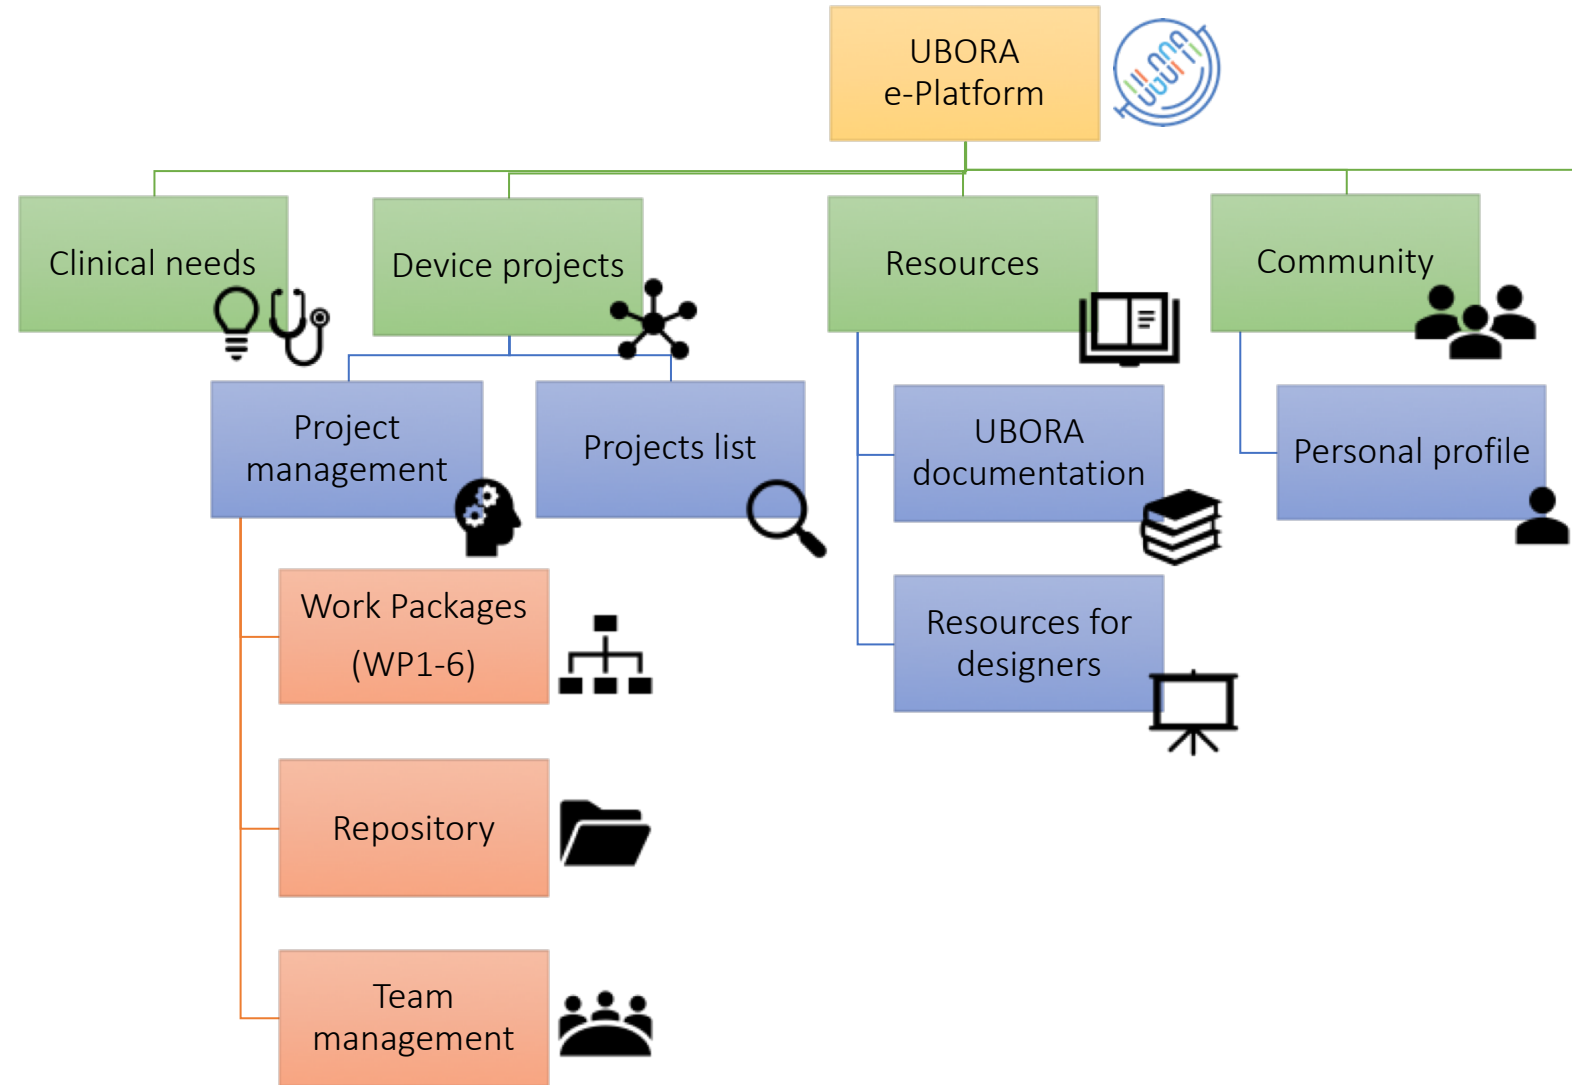 UBORA
e-Platform
Clinical needs
Device projects
Resources
Community
Project
management
Projects list
UBORA
documentation
Personal profile
Work Packages
(WP1-6)
Resources for
designers
Repository
Team
management